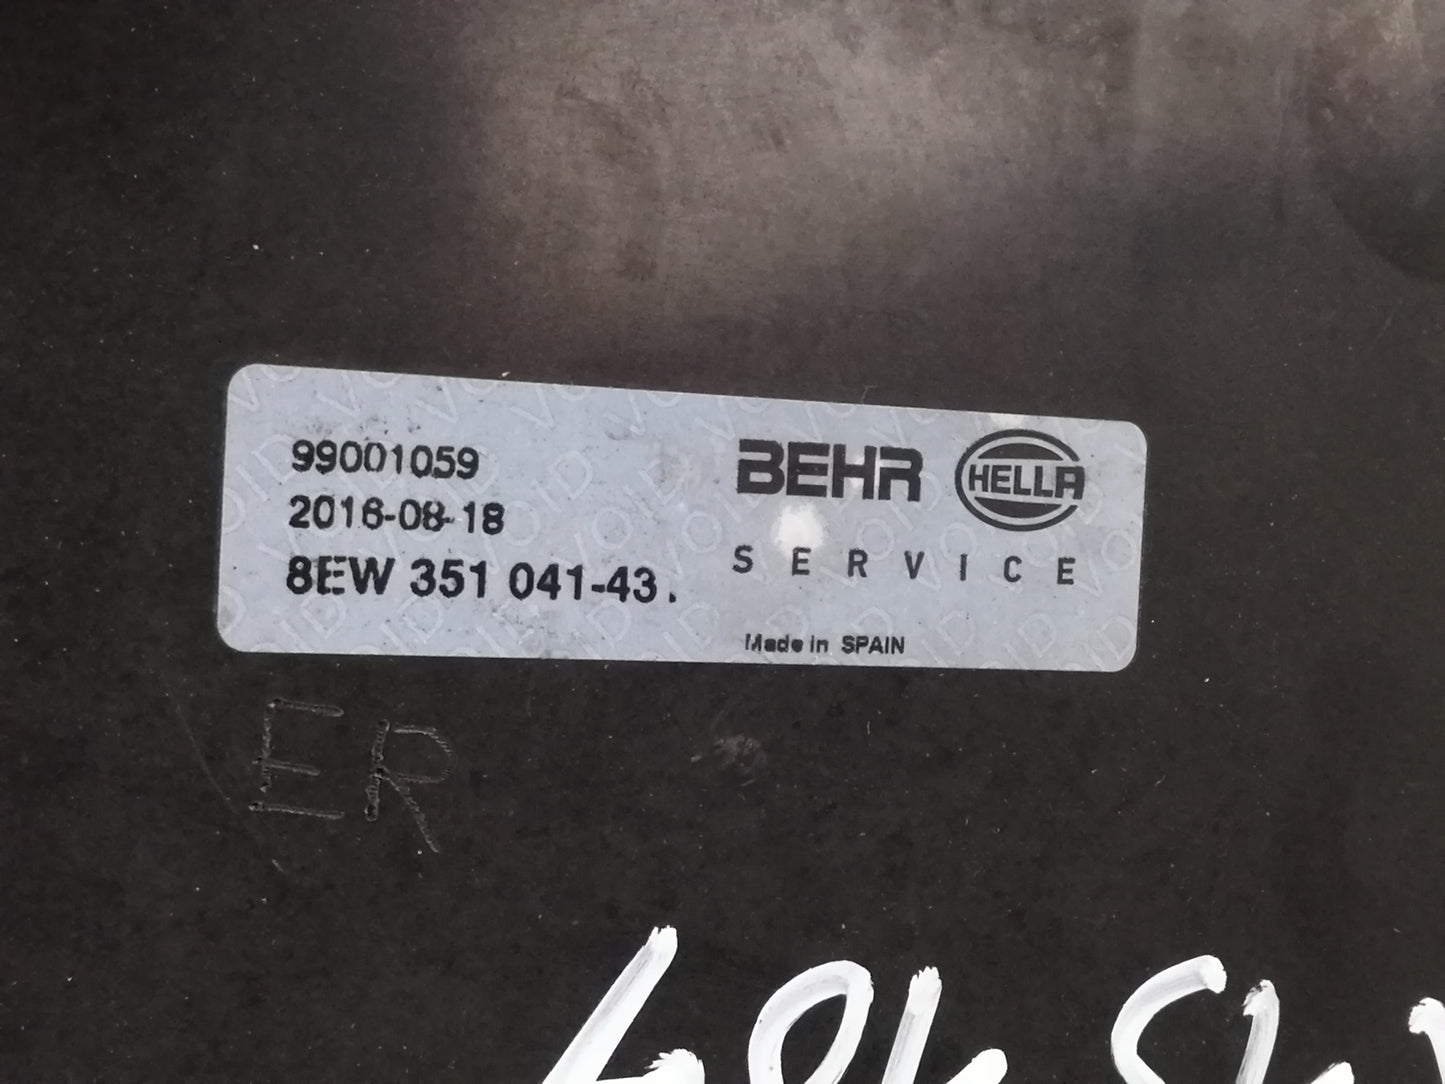 99001059
2016-08-18
8EW 351 041-43.
BEHR HELLA
SERVICE
Made in SPAIN
ER